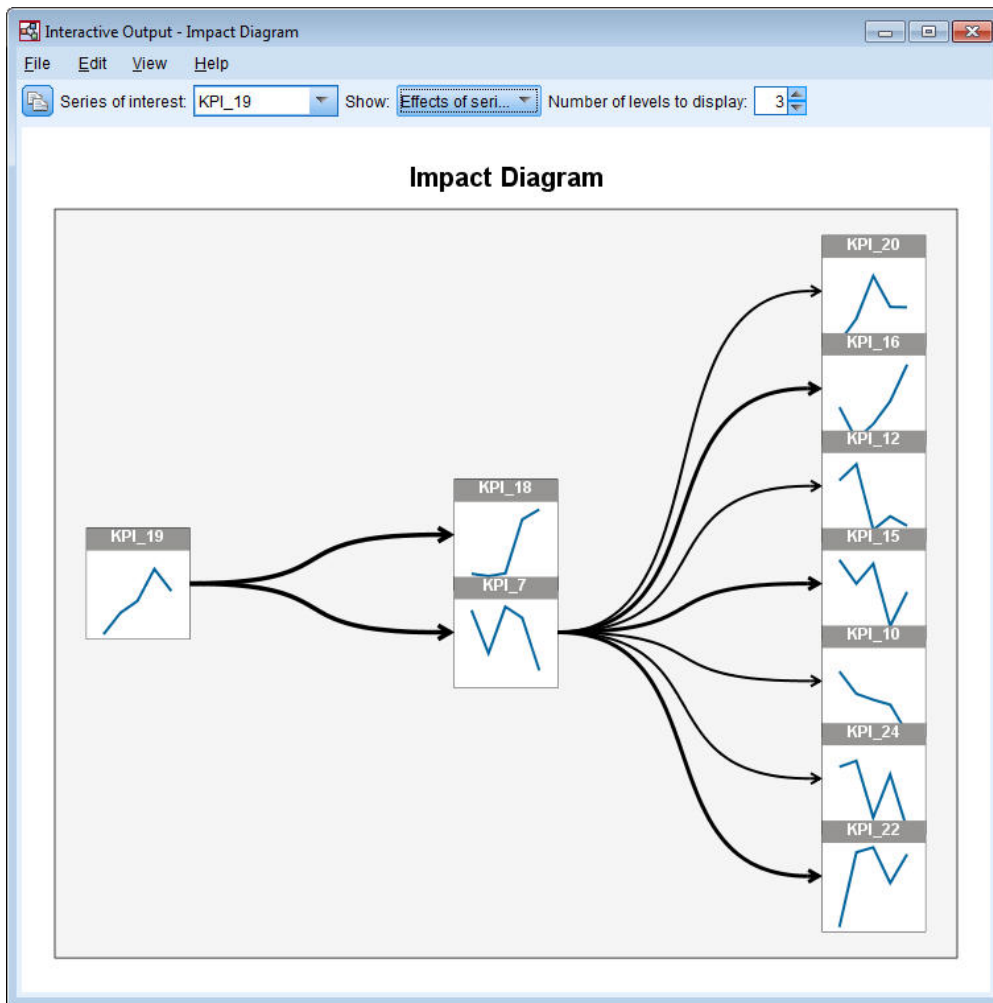 Interactive Output - Impact Diagram
File Edit View Help
Series of interest: KPI_19 Show: Effects of seri... Number of levels to display: 3
Impact Diagram
KPI_19
KPI_18
KPI_7
KPI_20
KPI_16
KPI_12
KPI_15
KPI_10
KPI_24
KPI_22